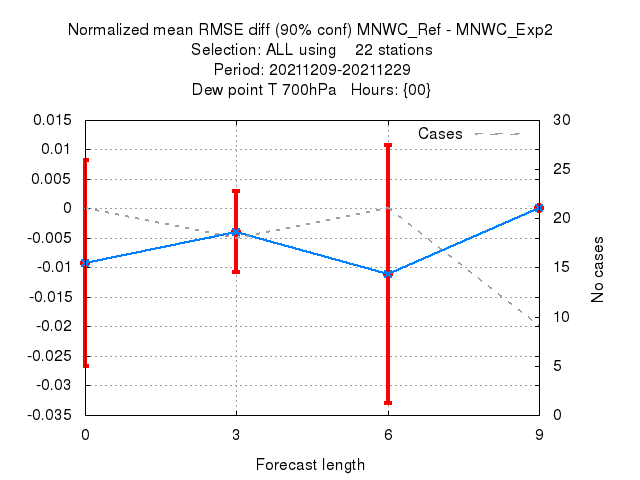 Normalized mean RMSE diff (90% conf) MNWC_Ref - MNWC_Exp2
Selection: ALL using 22 stations
Period: 20211209-20211229
Dew point T 700hPa Hours: {00}
Cases
0.015
0.01
0.005
0
-0.005
-0.01
-0.015
-0.02
-0.025
-0.03
-0.035
30
25
20
15
10
5
0
No cases
0 3 6 9
Forecast length